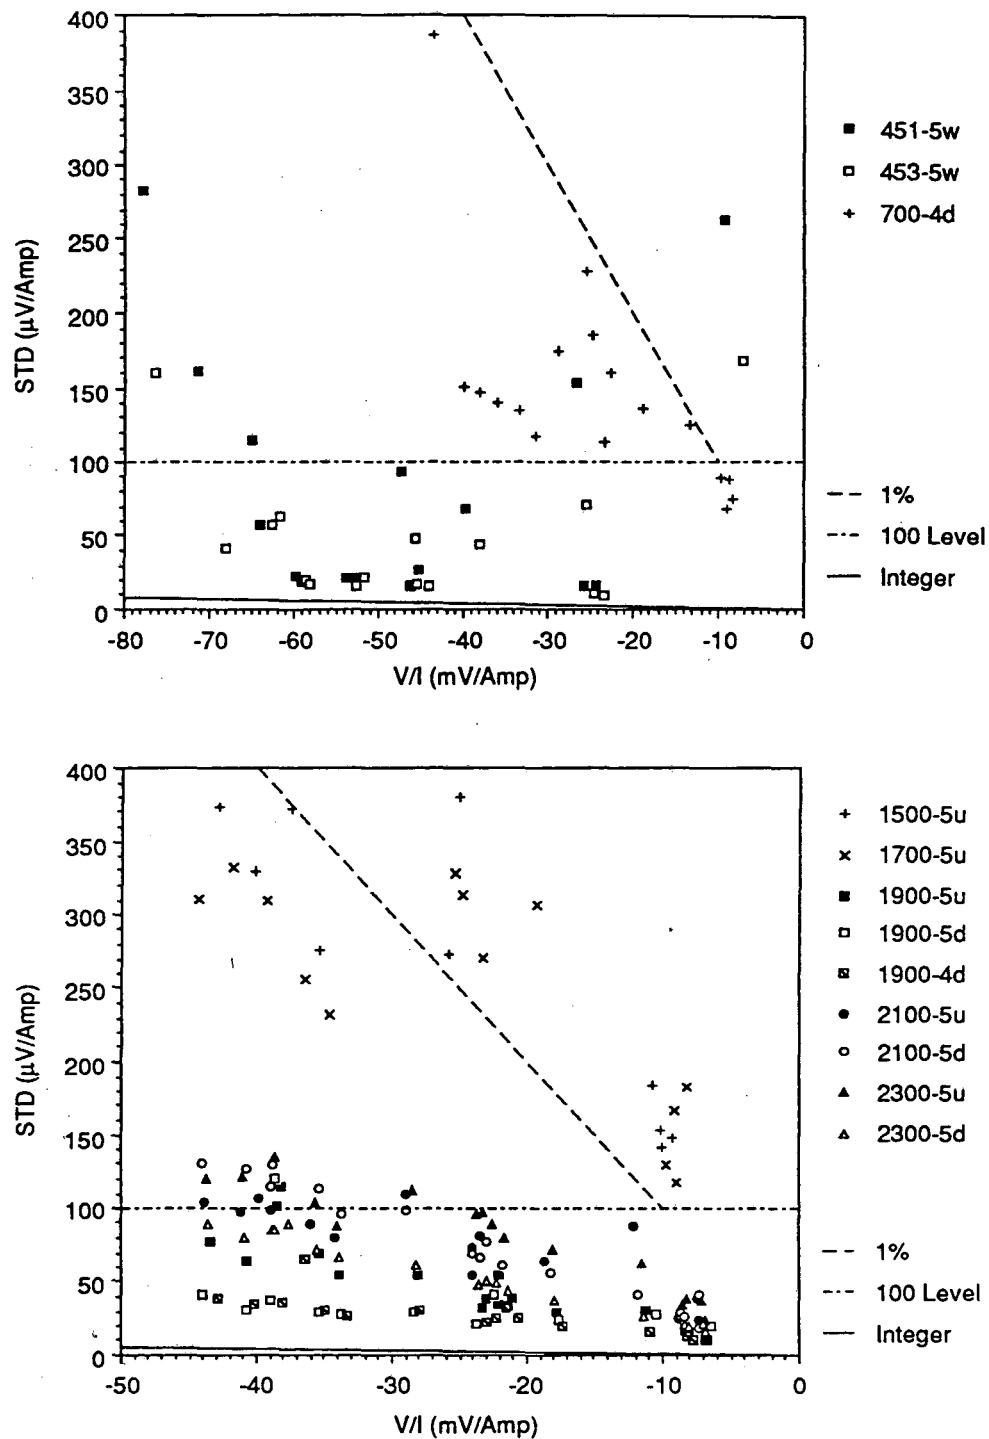 400
350
300
250
200
150
100
50
0
STD (µV/Amp)
-80 -70 -60 -50 -40 -30 -20 -10 0
V/I (mV/Amp)
451-5w
453-5w
700-4d
1%
100 Level
Integer
400
350
300
250
200
150
100
50
0
STD (µV/Amp)
-50 -40 -30 -20 -10 0
V/I (mV/Amp)
1500-5u
1700-5u
1900-5u
1900-5d
1900-4d
2100-5u
2100-5d
2300-5u
2300-5d
1%
100 Level
Integer